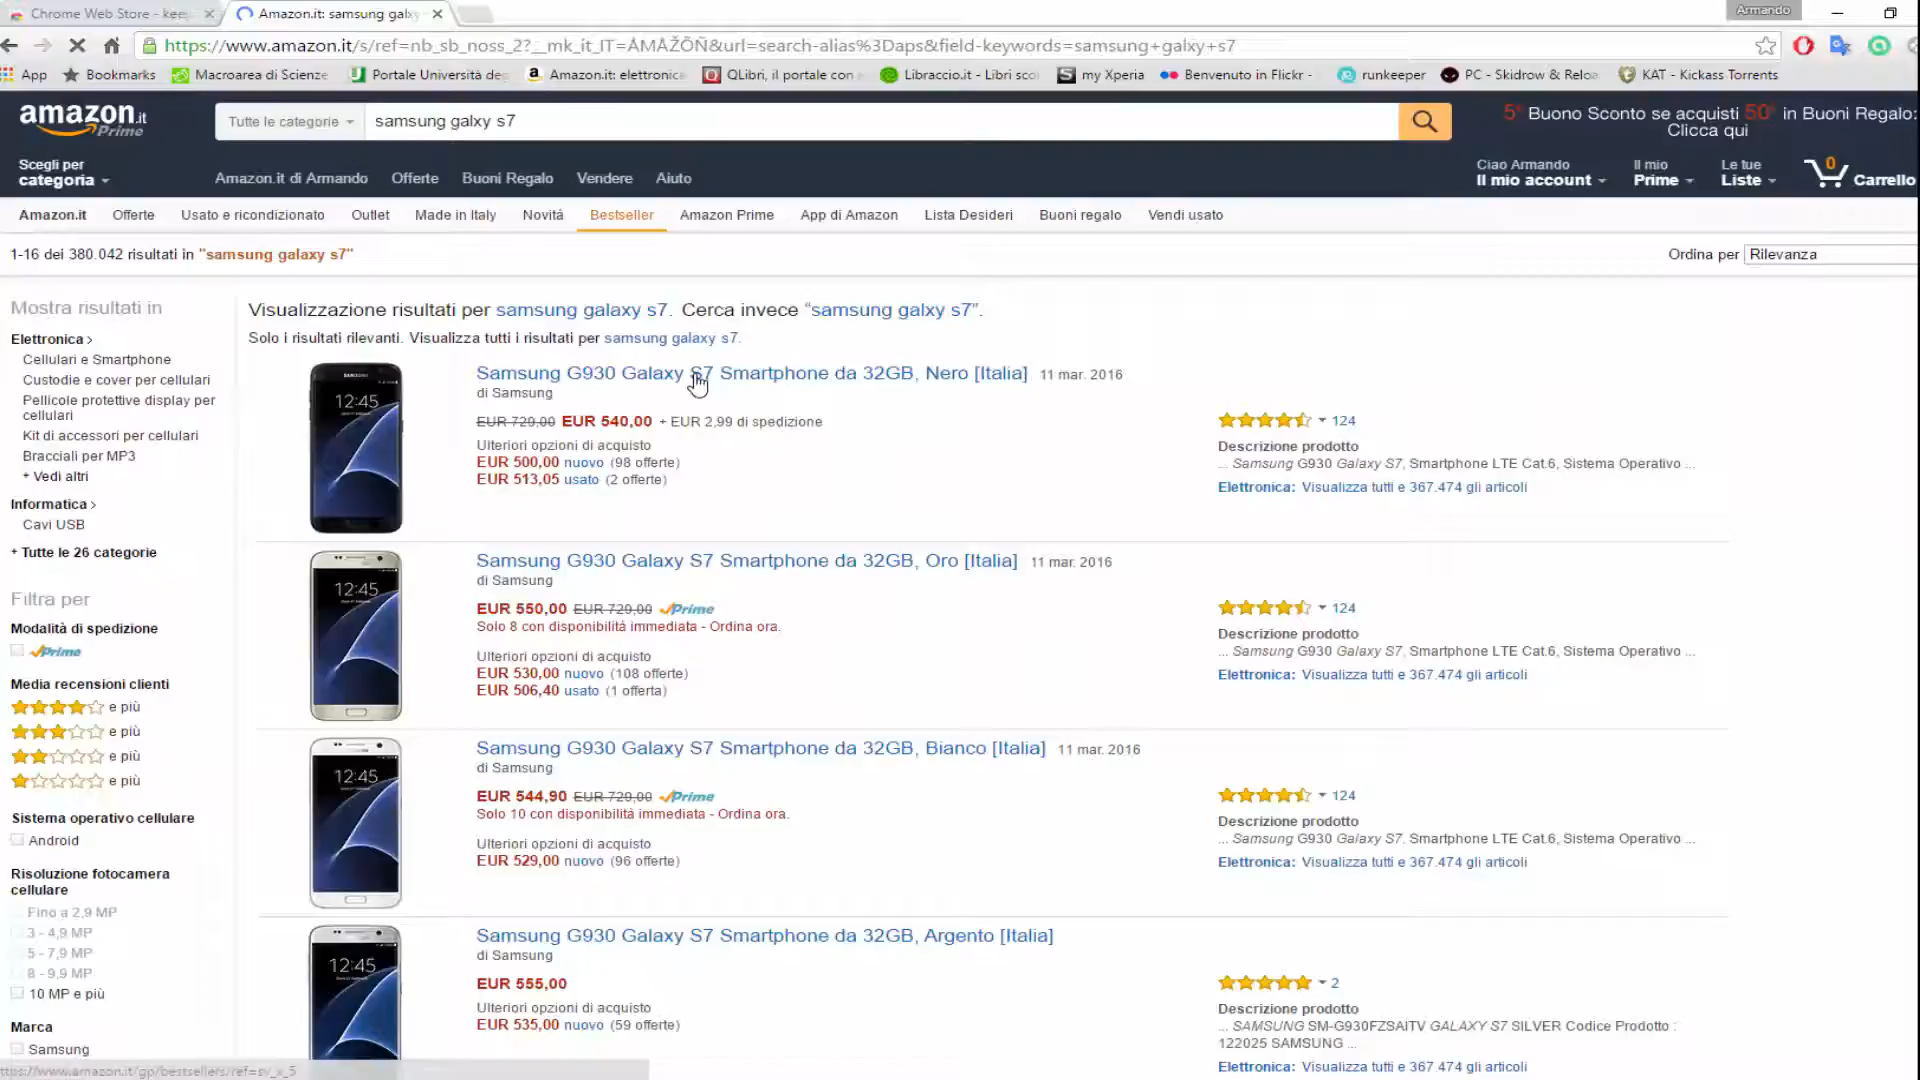 Chrome Web Store - kee
Amazon.it: samsung galx
Armando
https://www.amazon.it/s/ref=nb_sb_noss_2?__mk_it_IT=ÅMÅŽÕÑ&url=search-alias%3Daps&field-keywords=samsung+galxy+s7
App
Bookmarks
Macroarea di Scienze
Portale Università de
Amazon.it: elettronica
QLibri, il portale con
Libraccio.it - Libri sco
my Xperia
Benvenuto in Flickr -
runkeeper
PC - Skidrow & Reloa
KAT - Kickass Torrents
amazon.it
Prime
Tutte le categorie
samsung galxy s7
5€ Buono Sconto se acquisti 50€ in Buoni Regalo:
Clicca qui
Scegli per
categoria
Amazon.it di Armando
Offerte
Buoni Regalo
Vendere
Aiuto
Ciao Armando
Il mio account
Il mio
Prime
Le tue
Liste
0
Carrello
Amazon.it
Offerte
Usato e ricondizionato
Outlet
Made in Italy
Novità
Bestseller
Amazon Prime
App di Amazon
Lista Desideri
Buoni regalo
Vendi usato
1-16 dei 380.042 risultati in "samsung galaxy s7"
Ordina per Rilevanza
Mostra risultati in
Elettronica
Cellulari e Smartphone
Custodie e cover per cellulari
Pellicole protettive display per
cellulari
Kit di accessori per cellulari
Bracciali per MP3
+ Vedi altri
Informatica
Cavi USB
+ Tutte le 26 categorie
Filtra per
Modalità di spedizione
Prime
Media recensioni clienti
e più
e più
e più
e più
Sistema operativo cellulare
Android
Risoluzione fotocamera
cellulare
Fino a 2,9 MP
3 - 4,9 MP
5 - 7,9 MP
8 - 9,9 MP
10 MP e più
Marca
Samsung
Visualizzazione risultati per samsung galaxy s7. Cerca invece “samsung galxy s7”.
Solo i risultati rilevanti. Visualizza tutti i risultati per samsung galaxy s7.
SAMSUNG
12:45
Samsung G930 Galaxy S7 Smartphone da 32GB, Nero [Italia] 11 mar. 2016
di Samsung
EUR 729,00 EUR 540,00 + EUR 2,99 di spedizione
Ulteriori opzioni di acquisto
EUR 500,00 nuovo (98 offerte)
EUR 513,05 usato (2 offerte)
124
Descrizione prodotto
... Samsung G930 Galaxy S7, Smartphone LTE Cat.6, Sistema Operativo ...
Elettronica: Visualizza tutti e 367.474 gli articoli
12:45
Samsung G930 Galaxy S7 Smartphone da 32GB, Oro [Italia] 11 mar. 2016
di Samsung
EUR 550,00 EUR 729,00 Prime
Solo 8 con disponibilità immediata - Ordina ora.
Ulteriori opzioni di acquisto
EUR 530,00 nuovo (108 offerte)
EUR 506,40 usato (1 offerta)
124
Descrizione prodotto
... Samsung G930 Galaxy S7, Smartphone LTE Cat.6, Sistema Operativo ...
Elettronica: Visualizza tutti e 367.474 gli articoli
12:45
Samsung G930 Galaxy S7 Smartphone da 32GB, Bianco [Italia] 11 mar. 2016
di Samsung
EUR 544,90 EUR 729,00 Prime
Solo 10 con disponibilità immediata - Ordina ora.
Ulteriori opzioni di acquisto
EUR 529,00 nuovo (96 offerte)
124
Descrizione prodotto
... Samsung G930 Galaxy S7, Smartphone LTE Cat.6, Sistema Operativo ...
Elettronica: Visualizza tutti e 367.474 gli articoli
12:45
Samsung G930 Galaxy S7 Smartphone da 32GB, Argento [Italia]
di Samsung
EUR 555,00
Ulteriori opzioni di acquisto
EUR 535,00 nuovo (59 offerte)
2
Descrizione prodotto
... SAMSUNG SM-G930FZSAITV GALAXY S7 SILVER Codice Prodotto :
122025 SAMSUNG ...
Elettronica: Visualizza tutti e 367.474 gli articoli
ttps://www.amazon.it/gp/bestsellers/ref=sv_x_5